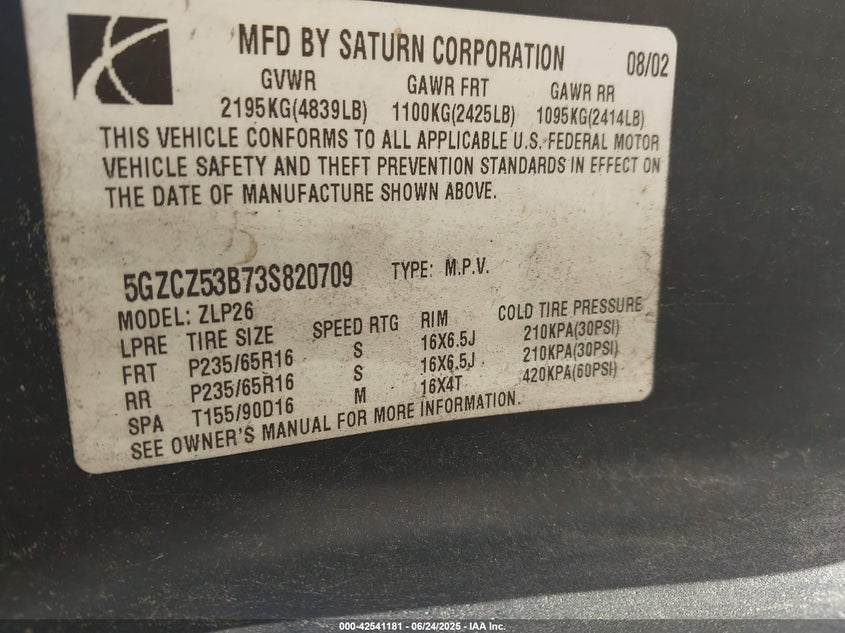 MFD BY SATURN CORPORATION 08/02
GVWR GAWR FRT GAWR RR
2195KG(4839LB) 1100KG(2425LB) 1095KG(2414LB)
THIS VEHICLE CONFORMS TO ALL APPLICABLE U.S. FEDERAL MOTOR
VEHICLE SAFETY AND THEFT PREVENTION STANDARDS IN EFFECT ON
THE DATE OF MANUFACTURE SHOWN ABOVE.
5GZCZ53B73S820709 TYPE: M.P.V.
MODEL: ZLP26
LPRE TIRE SIZE SPEED RTG RIM COLD TIRE PRESSURE
FRT P235/65R16 S 16X6.5J 210KPA(30PSI)
RR P235/65R16 S 16X6.5J 210KPA(30PSI)
SPA T155/90D16 M 16X4T 420KPA(60PSI)
SEE OWNER'S MANUAL FOR MORE INFORMATION.
000-42541181 - 06/24/2025 - IAA Inc.